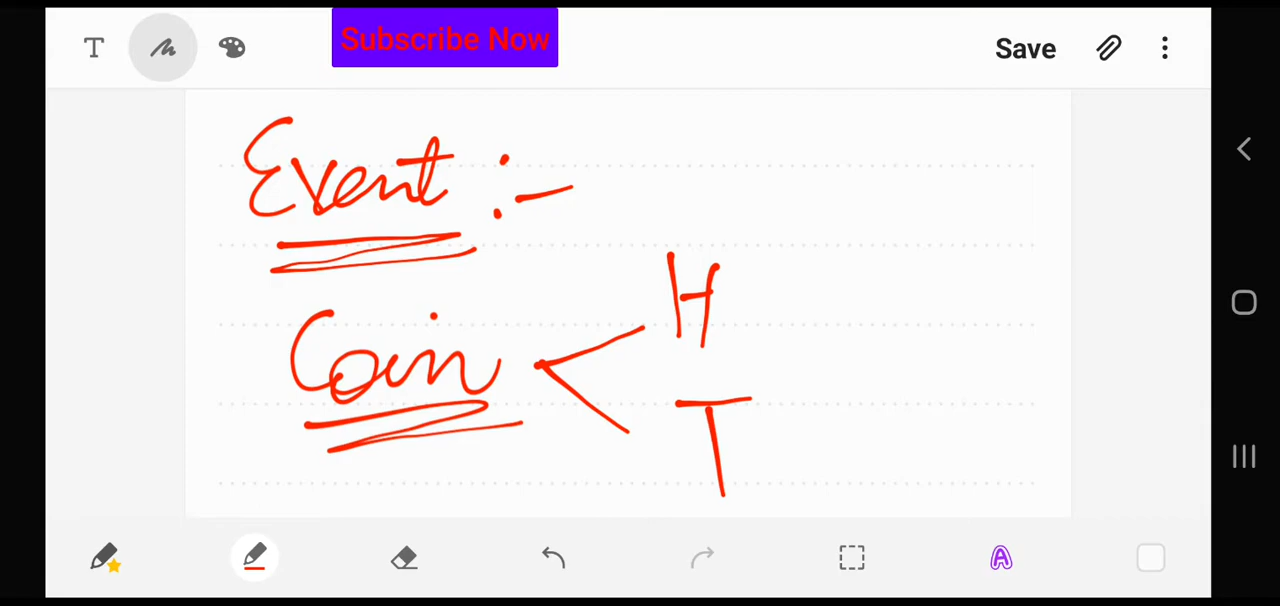 Subscribe Now
T Save
Event :-
Coin < H
T
A